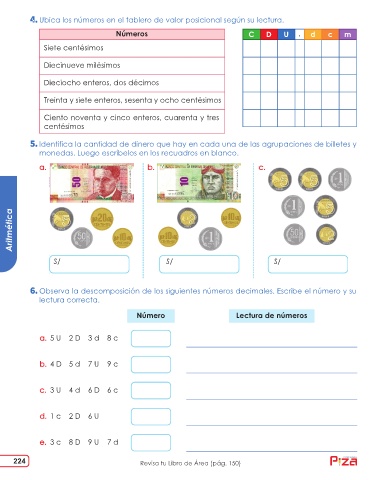 4. Ubica los números en el tablero de valor posicional según su lectura.
Números
C D U , d c m
Siete centésimos
Diecinueve milésimos
Dieciocho enteros, dos décimos
Treinta y siete enteros, sesenta y ocho centésimos
Ciento noventa y cinco enteros, cuarenta y tres
centésimos
5. Identifica la cantidad de dinero que hay en cada una de las agrupaciones de billetes y
monedas. Luego escríbelos en los recuadros en blanco.
a. b. c.
S/ S/ S/
6. Observa la descomposición de los siguientes números decimales. Escribe el número y su
lectura correcta.
Número Lectura de números
a. 5 U 2 D 3 d 8 c
b. 4 D 5 d 7 U 9 c
c. 3 U 4 d 6 D 6 c
d. 1 c 2 D 6 U
e. 3 c 8 D 9 U 7 d
Aritmética
224
Revisa tu Libro de Área (pág. 150)